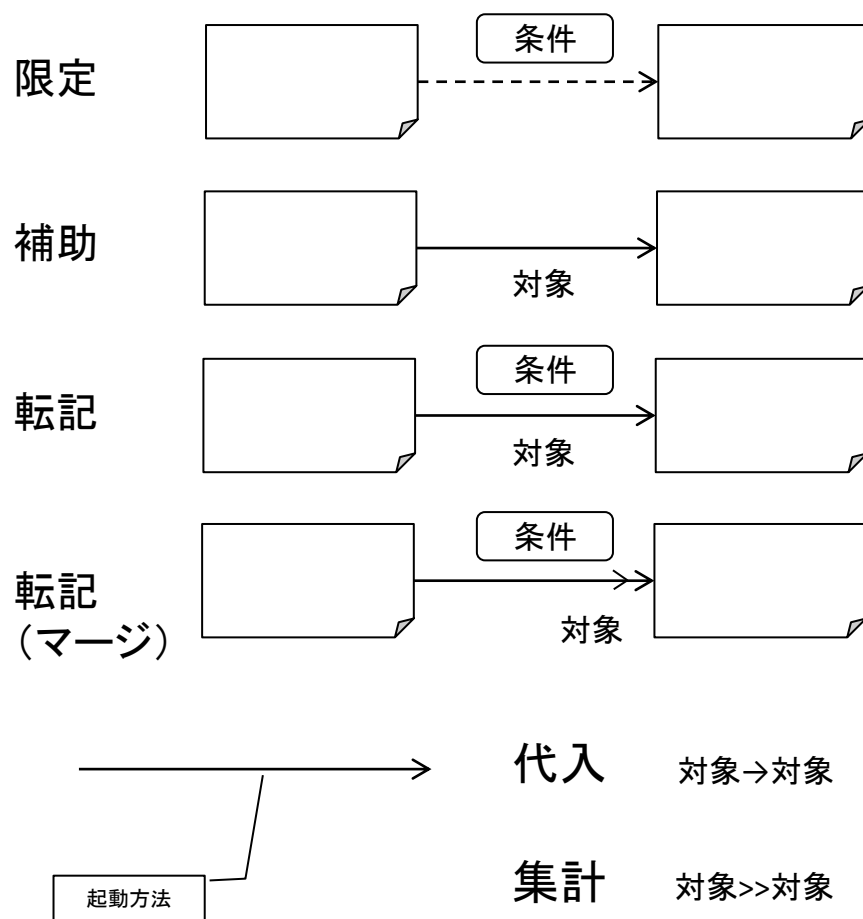 条件
限定
補助
対象
条件
転記
対象
条件
転記
（マージ）
対象
代入 対象→対象
集計 対象>>対象
起動方法